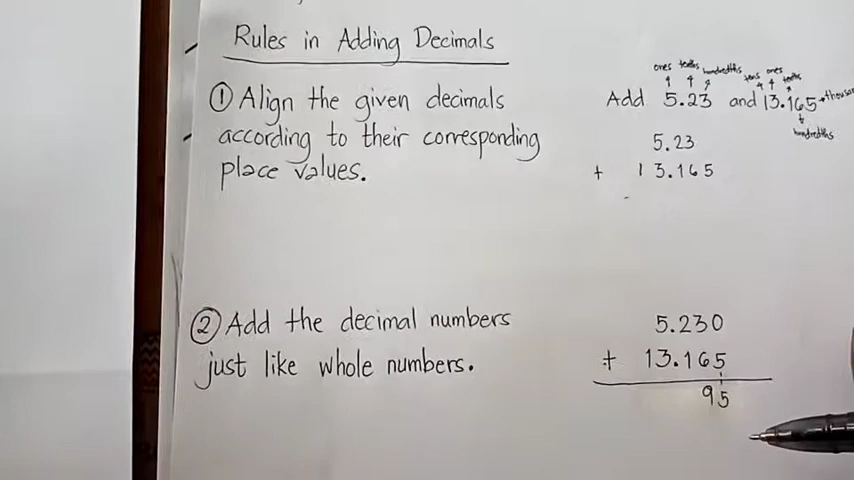 Rules in Adding Decimals
① Align the given decimals
according to their corresponding
place values.
ones tenths hundredths tens ones tenths
Add 5.23 and 13.165 thousan
hundredths
5.23
+ 13.165
② Add the decimal numbers
just like whole numbers.
5.230
+ 13.165
95